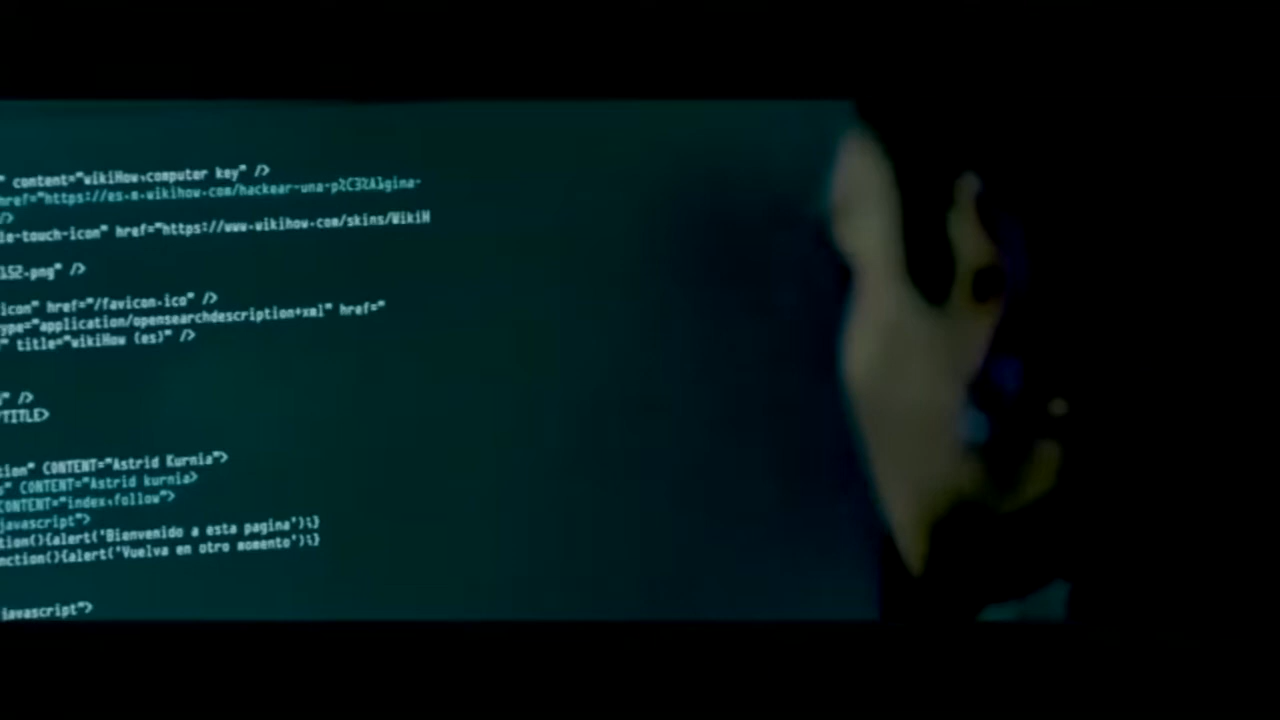 " content="wikiHow,computer key" />
href="https://es.m.wikihow.com/hackear-una-p%C3%A1gina-
/>
le-touch-icon" href="https://www.wikihow.com/skins/WikiH
152.png" />
icon" href="/favicon.ico" />
ype="application/opensearchdescription+xml" href="
" title="wikiHow (es)" />
" />
/TITLE>
tion" CONTENT="Astrid Kurnia">
s" CONTENT="Astrid kurnia>
CONTENT="index,follow">
javascript">
tion(){alert('Bienvenido a esta pagina');}
nction(){alert('Vuelva en otro momento');}
javascript">